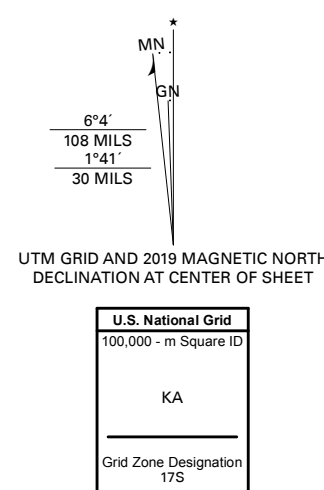 ★
MN
GN
6°4´
108 MILS
1°41´
30 MILS
UTM GRID AND 2019 MAGNETIC NORTH
DECLINATION AT CENTER OF SHEET
U.S. National Grid
100,000 - m Square ID
KA
Grid Zone Designation
17S